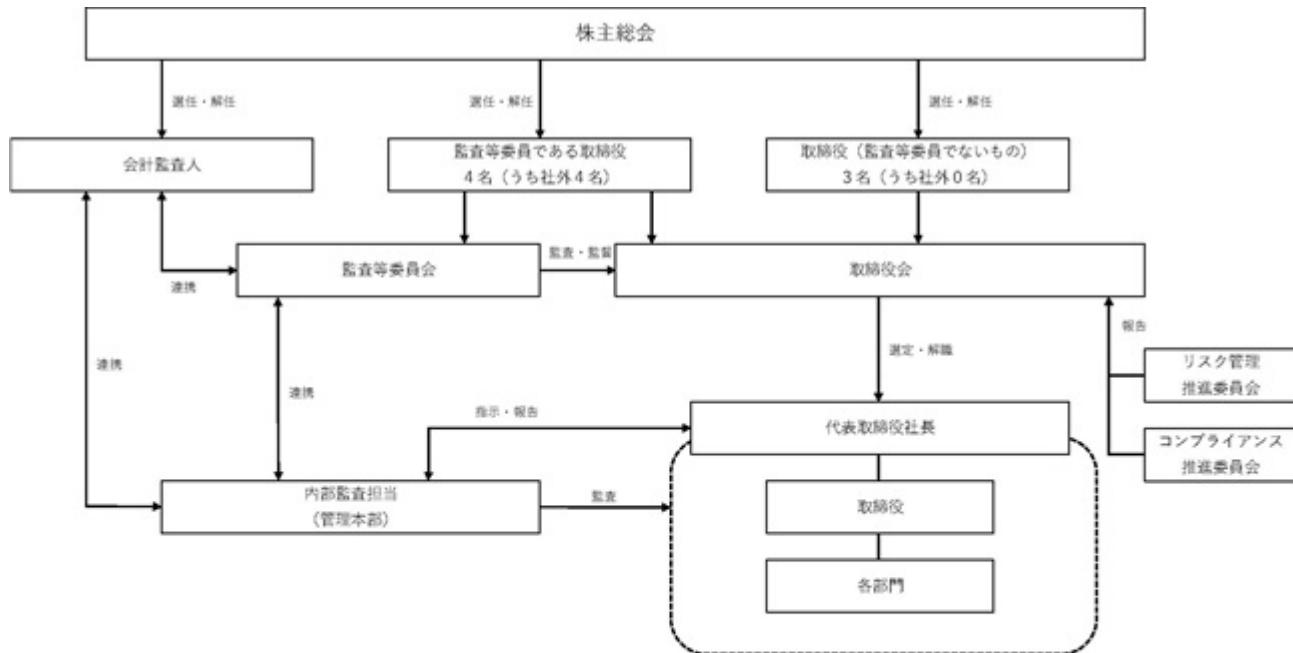 株主総会
選任・解任
選任・解任
選任・解任
会計監査人
監査等委員である取締役
4名（うち社外4名）
取締役（監査等委員でないもの）
3名（うち社外0名）
監査等委員会
監査・監督
取締役会
連携
連携
連携
選定・解職
報告
リスク管理
推進委員会
指示・報告
代表取締役社長
コンプライアンス
推進委員会
内部監査担当
（管理本部）
監査
取締役
各部門